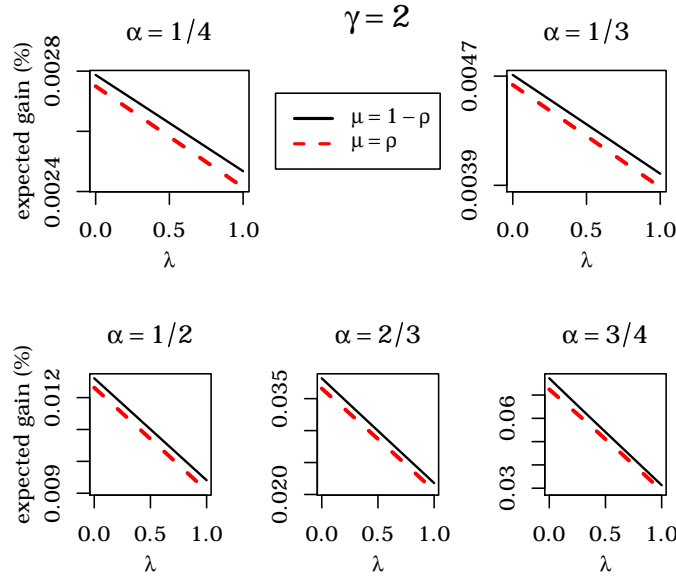 γ = 2
α = 1/4
expected gain (%)
0.0028
0.0024
0.0 0.5 1.0
λ
μ = 1 − ρ
μ = ρ
α = 1/3
0.0047
0.0039
0.0 0.5 1.0
λ
α = 1/2
expected gain (%)
0.012
0.009
0.0 0.5 1.0
λ
α = 2/3
0.035
0.020
0.0 0.5 1.0
λ
α = 3/4
0.06
0.03
0.0 0.5 1.0
λ